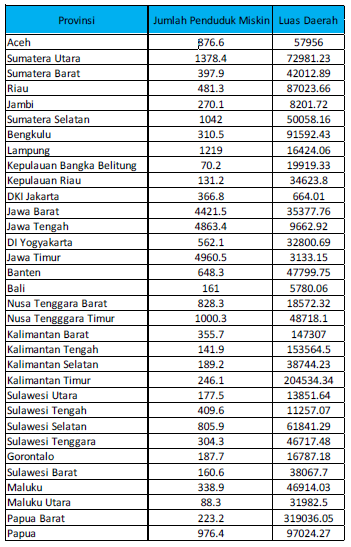 Provinsi Jumlah Penduduk Miskin Luas Daerah
Aceh 876.6 57956
Sumatera Utara 1378.4 72981.23
Sumatera Barat 397.9 42012.89
Riau 481.3 87023.66
Jambi 270.1 8201.72
Sumatera Selatan 1042 50058.16
Bengkulu 310.5 91592.43
Lampung 1219 16424.06
Kepulauan Bangka Belitung 70.2 19919.33
Kepulauan Riau 131.2 34623.8
DKI Jakarta 366.8 664.01
Jawa Barat 4421.5 35377.76
Jawa Tengah 4863.4 9662.92
DI Yogyakarta 562.1 32800.69
Jawa Timur 4960.5 3133.15
Banten 648.3 47799.75
Bali 161 5780.06
Nusa Tenggara Barat 828.3 18572.32
Nusa Tengggara Timur 1000.3 48718.1
Kalimantan Barat 355.7 147307
Kalimantan Tengah 141.9 153564.5
Kalimantan Selatan 189.2 38744.23
Kalimantan Timur 246.1 204534.34
Sulawesi Utara 177.5 13851.64
Sulawesi Tengah 409.6 11257.07
Sulawesi Selatan 805.9 61841.29
Sulawesi Tenggara 304.3 46717.48
Gorontalo 187.7 16787.18
Sulawesi Barat 160.6 38067.7
Maluku 338.9 46914.03
Maluku Utara 88.3 31982.5
Papua Barat 223.2 319036.05
Papua 976.4 97024.27